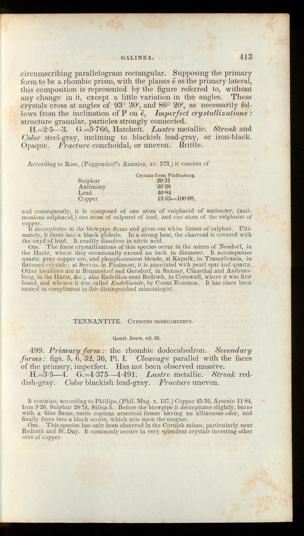 GALINEA. 413
circumscribing parallelogram rectangular. Supposing the primary
form to be a rhombic prism, with the planes ē as the primary lateral,
this composition is represented by the figure referred to, without
any change in it, except a little variation in the angles. These
crystals cross at angles of 93° 30′, and 86° 20′, as necessarily fol-
lows from the inclination of P on ē. Imperfect crystallizations:
structure granular, particles strongly connected.
H.=2·5—3. G.=5·766, Hatchett. Lustre metallic. Streak and
Color steel-gray, inclining to blackish lead-gray, or iron-black.
Opaque. Fracture conchoidal, or uneven. Brittle.
According to Rose, (Poggendorf's Annalen, xv. 573,) it consists of
Crystals from Pfaffenberg.
Sulphur 20·31
Antimony 26·28
Lead 40·84
Copper 12·65=100·08,
and consequently, it is composed of one atom of sulphacid of antimony, (anti-
monious sulphacid,) one atom of sulphuret of lead, and one atom of the sulphuret of
copper.
It decrepitates in the blowpipe flame and gives out white fumes of sulphur. Ulti-
mately, it fuses into a black globule. In a strong heat, the charcoal is covered with
the oxyd of lead. It readily dissolves in nitric acid.
Obs. The finest crystallizations of this species occur in the mines of Neudorf, in
the Hartz, where they occasionally exceed an inch in diameter. It accompanies
quartz, gray copper ore, and phosphorescent blende, at Kapnik, in Transylvania, in
flattened crystals; at Servos in Piedmont, it is associated with pearl spar and quartz.
Other localities are at Braunsdorf and Gersdorf, in Saxony, Clausthal and Andreas-
berg, in the Hartz, &c.; also Endellion near Redruth, in Cornwall, where it was first
found, and whence it was called Endellionite, by Count Bournon. It has since been
named in compliment to this distinguished mineralogist.
TENNANTITE. CYPRITES DODECAHEDRUS.
Quart. Journ. vii. 95.
499. Primary form: the rhombic dodecahedron. Secondary
forms: figs. 5, 6, 32, 36, Pl. I. Cleavage parallel with the faces
of the primary, imperfect. Has not been observed massive.
H.=3·5—4. G.=4·375—4·491. Lustre metallic. Streak red-
dish-gray. Color blackish lead-gray. Fracture uneven.
It contains, according to Phillips, (Phil. Mag. x. 157,) Copper 45·32, Arsenic 11·84,
Iron 9·26, Sulphur 28·74, Silica 5. Before the blowpipe it decrepitates slightly, burns
with a blue flame, emits copious arsenical fumes having an alliaceous odor, and
finally fuses into a black scoria, which acts upon the magnet.
Obs. This species has only been observed in the Cornish mines, particularly near
Redruth and St. Day. It commonly occurs in very splendent crystals investing other
ores of copper.